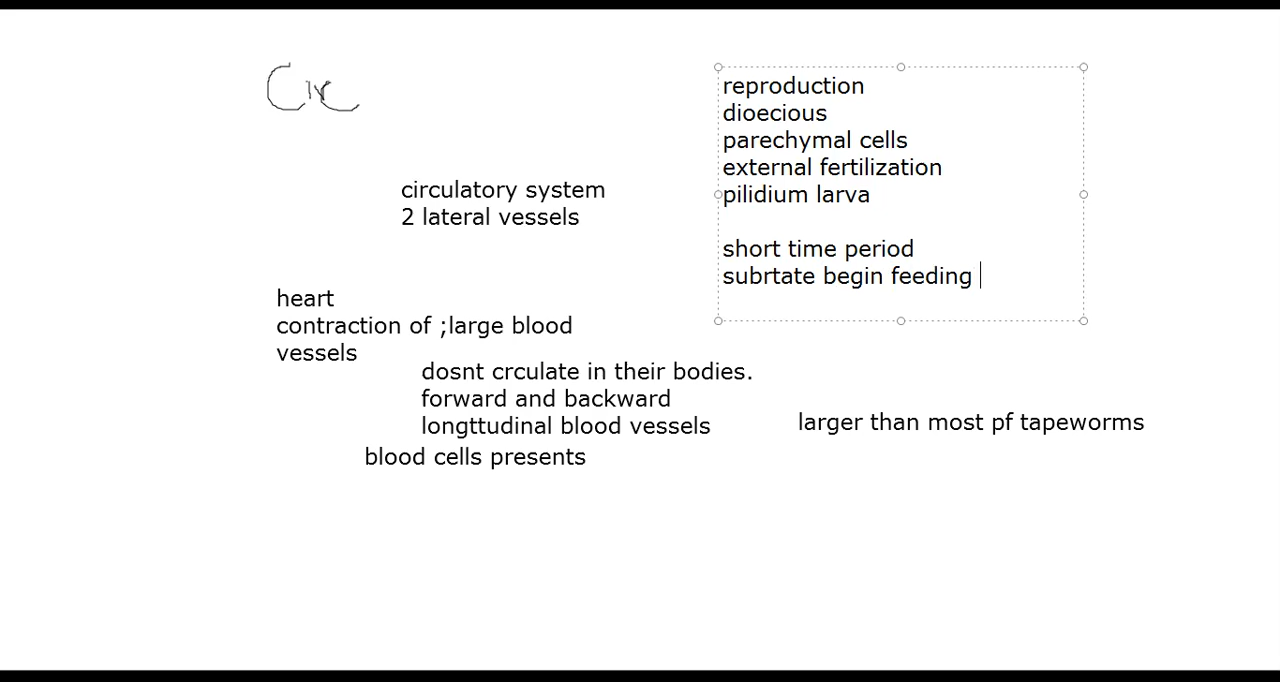 Circ
circulatory system
2 lateral vessels
heart
contraction of ;large blood
vessels
dosnt crculate in their bodies.
forward and backward
longttudinal blood vessels
blood cells presents
reproduction
dioecious
parechymal cells
external fertilization
pilidium larva
short time period
subrtate begin feeding
larger than most pf tapeworms